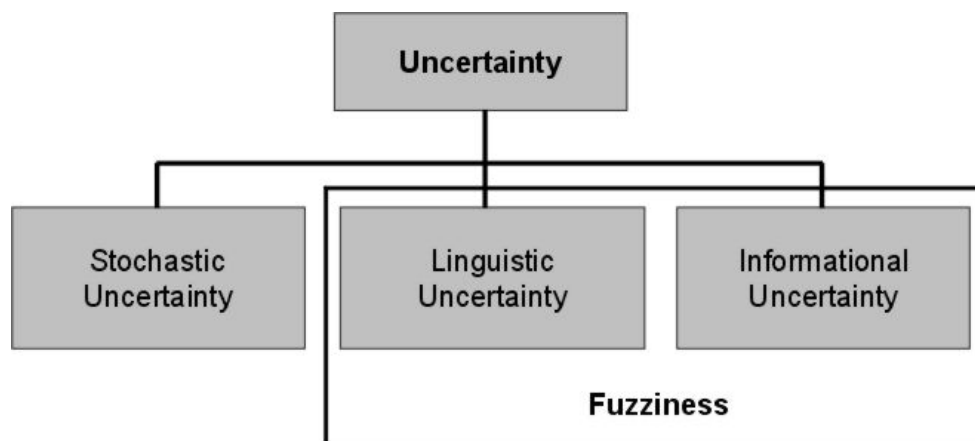 Uncertainty
Stochastic
Uncertainty
Linguistic
Uncertainty
Informational
Uncertainty
Fuzziness